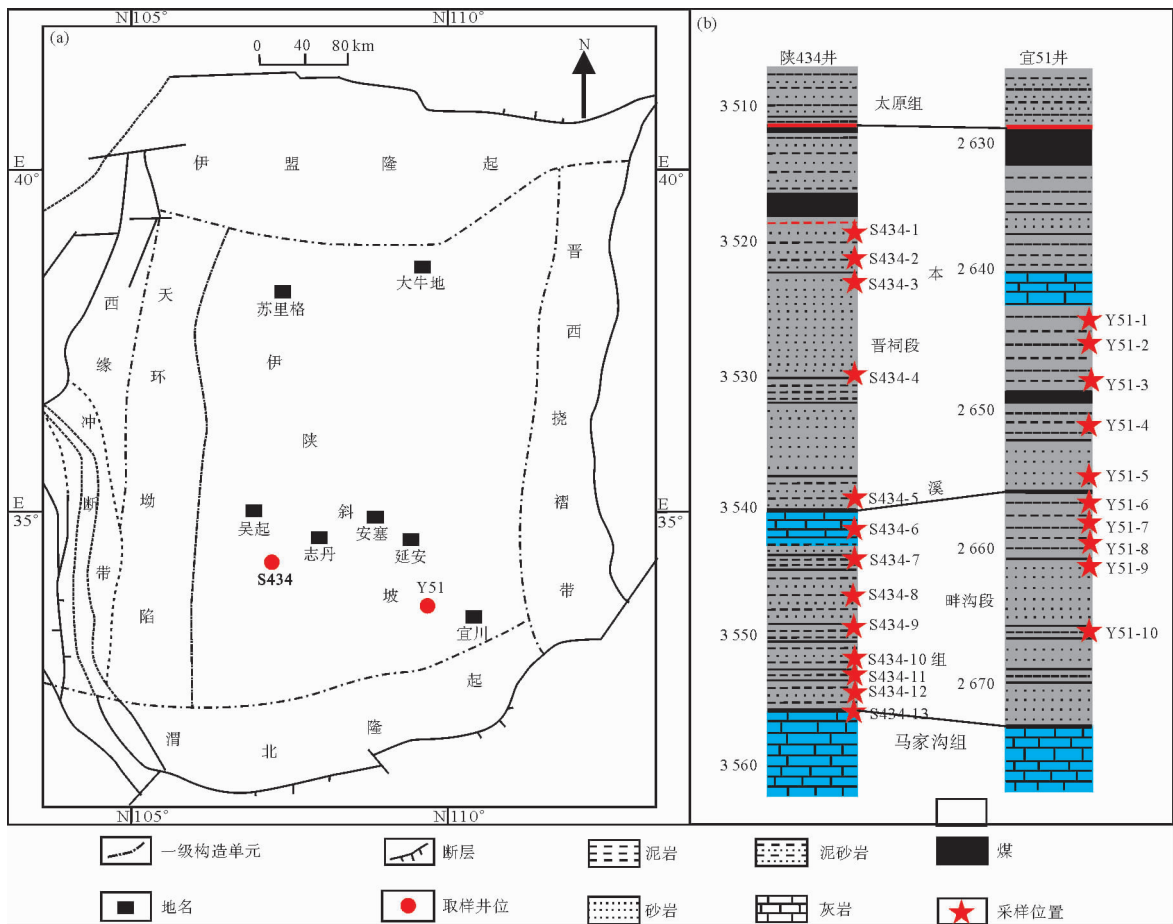 N 105°
N 110°
(a)
0 40 80 km
N
E
40°
E
40°
伊盟隆起
西缘冲断带
天环坳陷
伊陕斜坡
晋西挠褶带
苏里格
大牛地
E
35°
E
35°
吴起
志丹
安塞
延安
S434
Y51
宜川
渭北隆起
N 105°
N 110°
(b)
陕434井
宜51井
太原组
3 510
3 520
3 530
3 540
3 550
3 560
2 630
2 640
2 650
2 660
2 670
本溪组
晋祠段
畔沟段
马家沟组
S434-1
S434-2
S434-3
S434-4
S434-5
S434-6
S434-7
S434-8
S434-9
S434-10
S434-11
S434-12
S434-13
Y51-1
Y51-2
Y51-3
Y51-4
Y51-5
Y51-6
Y51-7
Y51-8
Y51-9
Y51-10
一级构造单元
断层
泥岩
泥砂岩
煤
地名
取样井位
砂岩
灰岩
采样位置